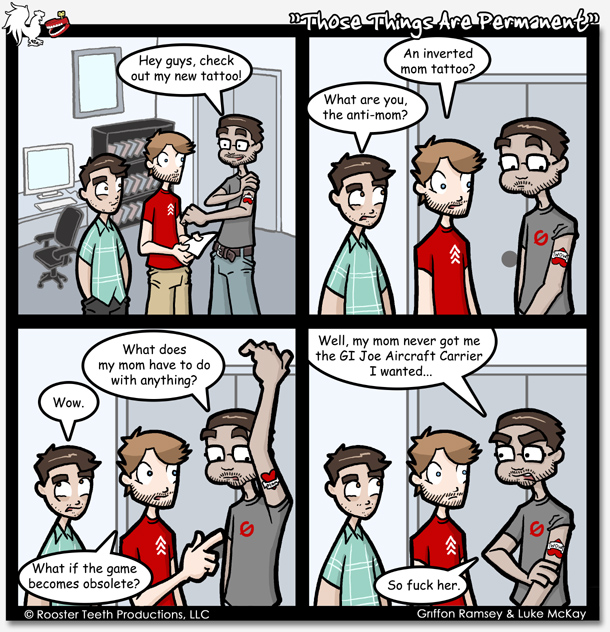 "Those Things Are Permanent"
Hey guys, check
out my new tattoo!
An inverted
mom tattoo?
What are you,
the anti-mom?
What does
my mom have to do
with anything?
Wow.
What if the game
becomes obsolete?
Well, my mom never got me
the GI Joe Aircraft Carrier
I wanted...
So fuck her.
© Rooster Teeth Productions, LLC
Griffon Ramsey & Luke McKay